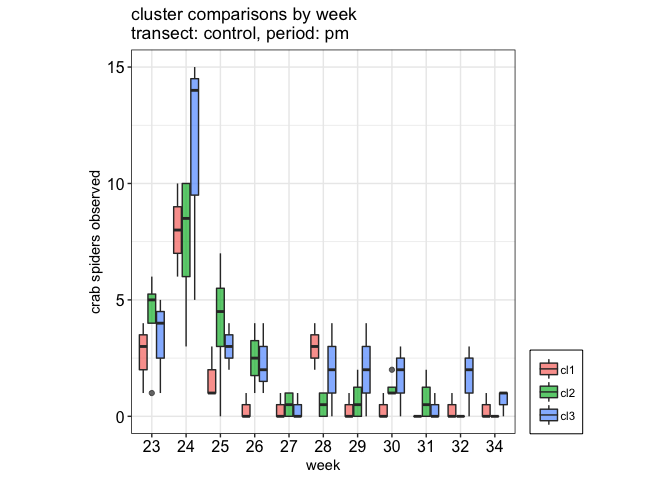 cluster comparisons by week
transect: control, period: pm
15
10
5
0
crab spiders observed
23 24 25 26 27 28 29 30 31 32 34
week
cl1
cl2
cl3